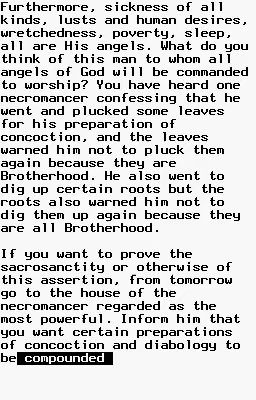 Furthermore, sickness of all
kinds, lusts and human desires,
wretchedness, poverty, sleep,
all are His angels. What do you
think of this man to whom all
angels of God will be commanded
to worship? You have heard one
necromancer confessing that he
went and plucked some leaves
for his preparation of
concoction, and the leaves
warned him not to pluck them
again because they are
Brotherhood. He also went to
dig up certain roots but the
roots also warned him not to
dig them up again because they
are all Brotherhood.

If you want to prove the
sacrosanctity or otherwise of
this assertion, from tomorrow
go to the house of the
necromancer regarded as the
most powerful. Inform him that
you want certain preparations
of concoction and diabology to
be compounded